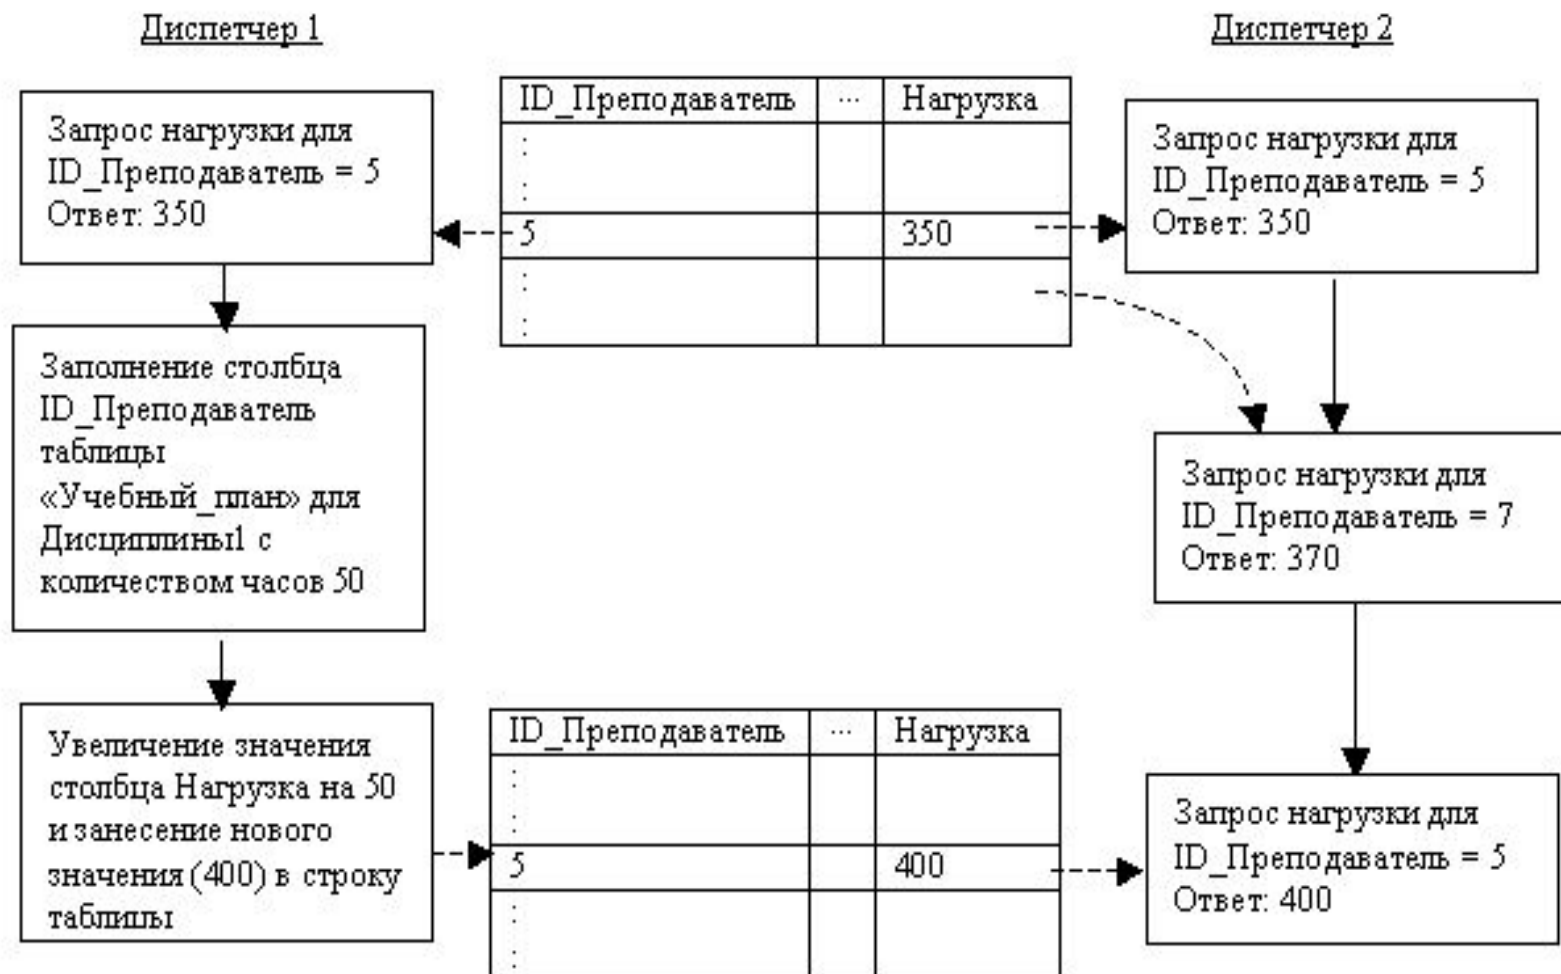 Диспетчер 1
Запрос нагрузки для
ID_Преподаватель = 5
Ответ: 350
Заполнение столбца
ID_Преподаватель
таблицы
«Учебный_план» для
Дисциплины1 с
количеством часов 50
Увеличение значения
столбца Нагрузка на 50
и занесение нового
значения (400) в строку
таблицы
ID_Преподаватель ... Нагрузка
:
:
5 350
:
:
ID_Преподаватель ... Нагрузка
:
:
5 400
:
:
Диспетчер 2
Запрос нагрузки для
ID_Преподаватель = 5
Ответ: 350
Запрос нагрузки для
ID_Преподаватель = 7
Ответ: 370
Запрос нагрузки для
ID_Преподаватель = 5
Ответ: 400